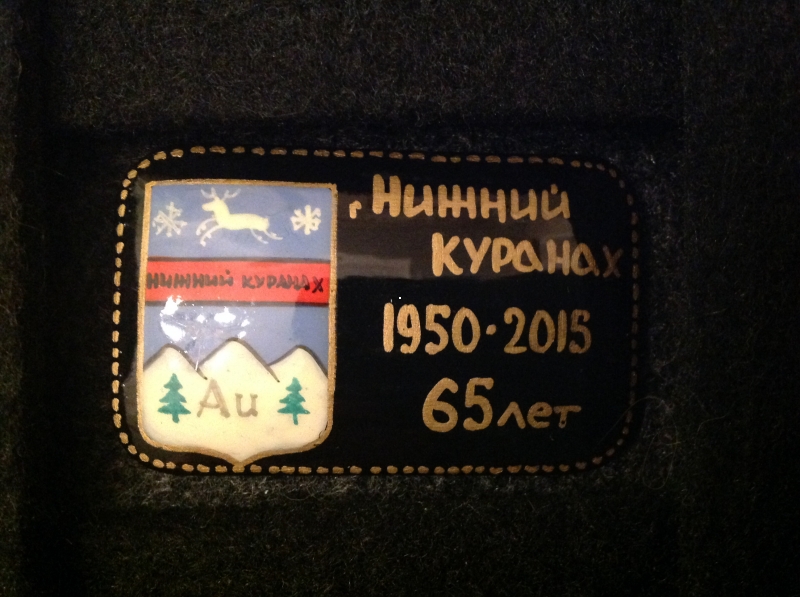 НИЖНИЙ КУРАНАХ
Au
г Нижний
Куранах
1950·2015
65 лет